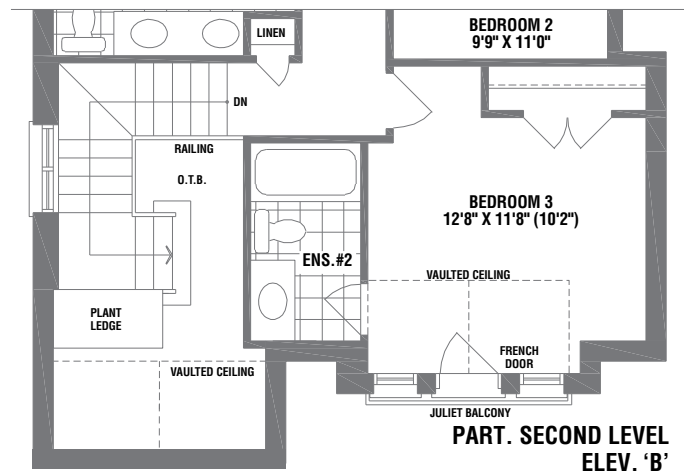 BEDROOM 2
9'9" X 11'0"
LINEN
DN
RAILING
O.T.B.
BEDROOM 3
12'8" X 11'8" (10'2")
ENS.#2
VAULTED CEILING
PLANT
LEDGE
FRENCH
DOOR
VAULTED CEILING
JULIET BALCONY
PART. SECOND LEVEL
ELEV. ‘B’